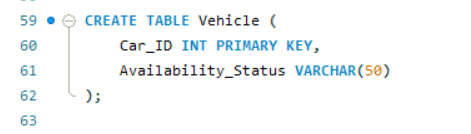 59 CREATE TABLE Vehicle (
60 Car_ID INT PRIMARY KEY,
61 Availability_Status VARCHAR(50)
62 );
63